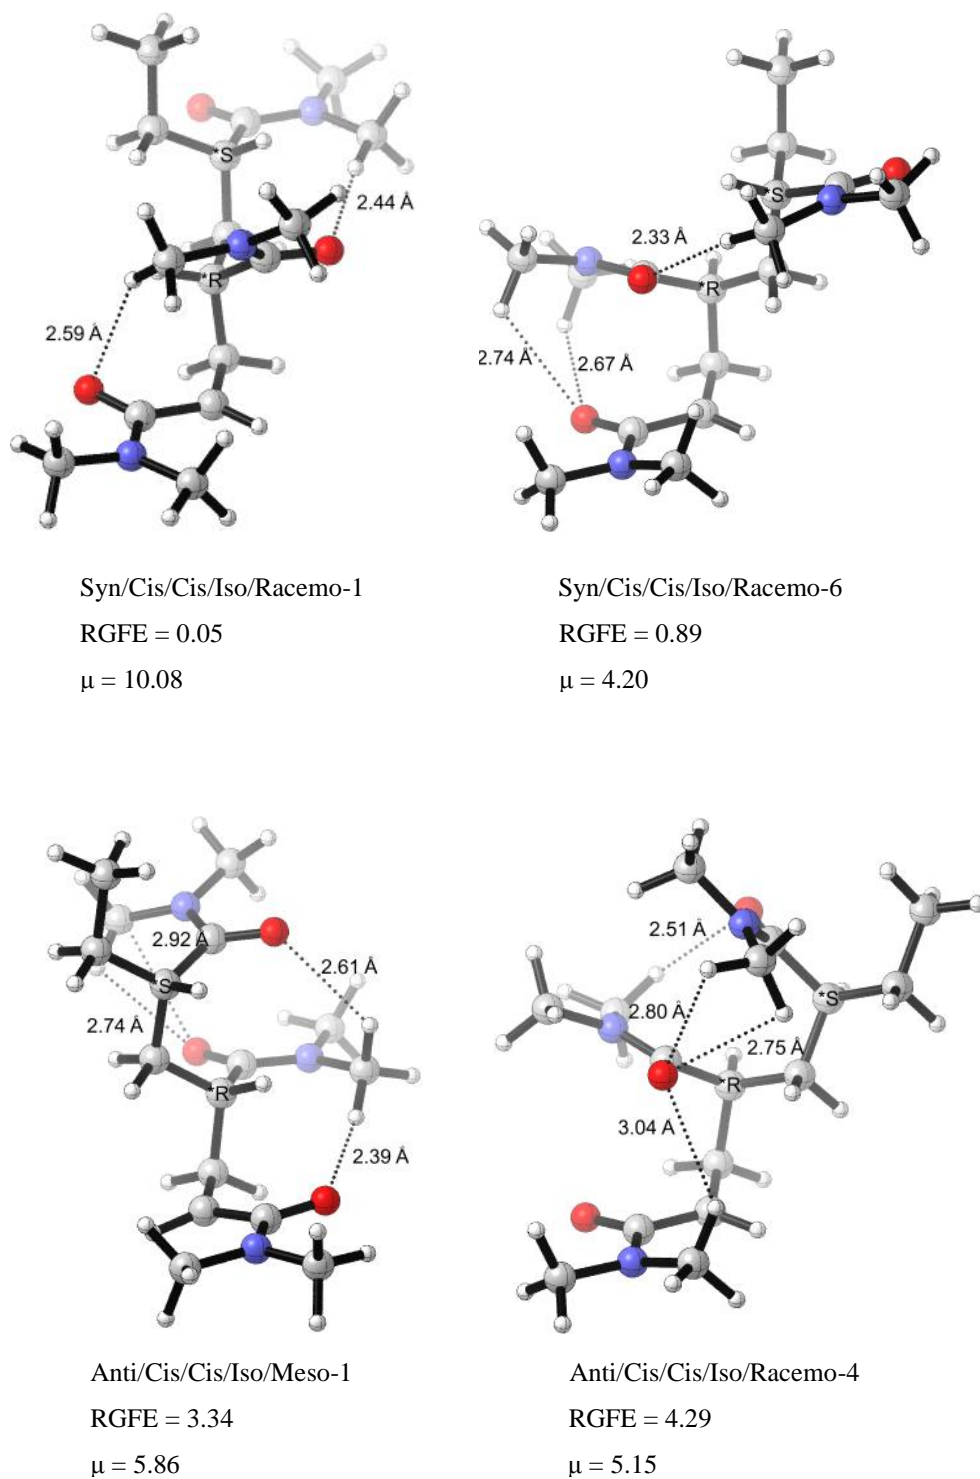 *S
2.44 Å
*R
2.59 Å
Syn/Cis/Cis/Iso/Racemo-1
RGFE = 0.05
μ = 10.08
*S
2.33 Å
*R
2.74 Å
2.67 Å
Syn/Cis/Cis/Iso/Racemo-6
RGFE = 0.89
μ = 4.20
2.92 Å
2.61 Å
*S
2.74 Å
*R
2.39 Å
Anti/Cis/Cis/Iso/Meso-1
RGFE = 3.34
μ = 5.86
2.51 Å
2.80 Å
*S
2.75 Å
*R
3.04 Å
Anti/Cis/Cis/Iso/Racemo-4
RGFE = 4.29
μ = 5.15